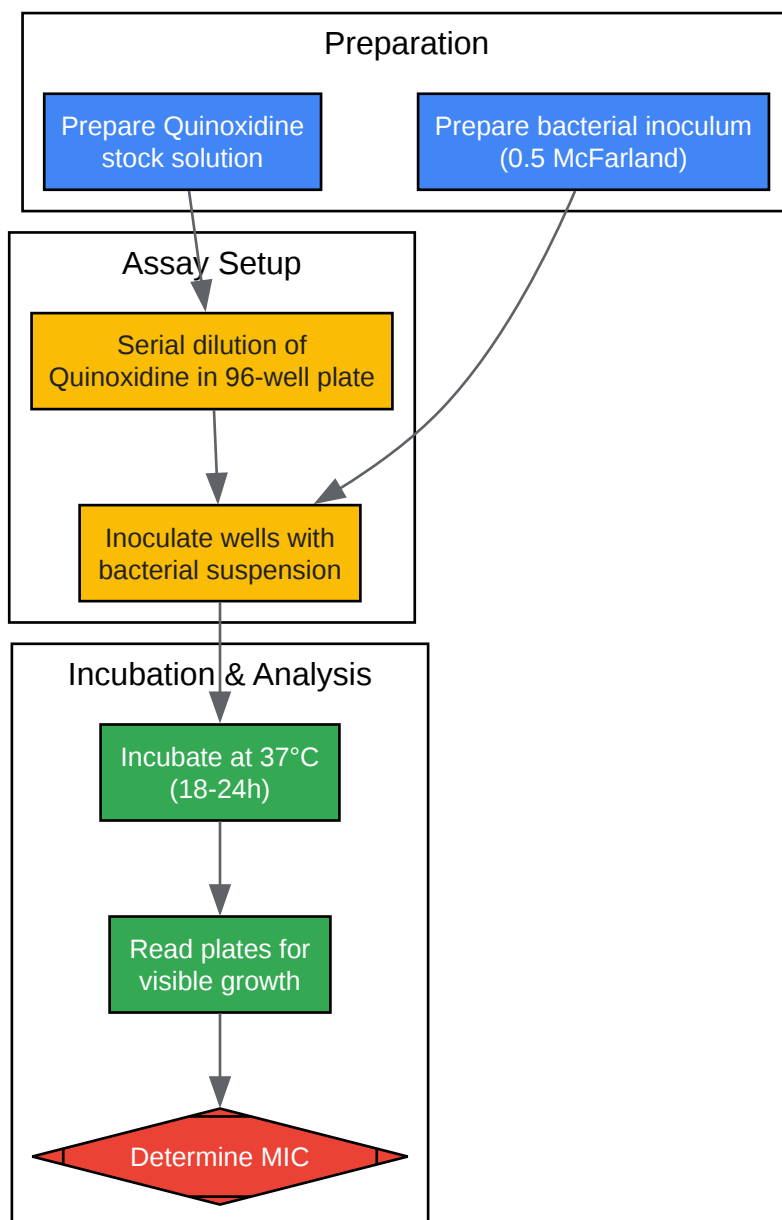 Preparation
Prepare Quinoxidine
stock solution
Prepare bacterial inoculum
(0.5 McFarland)
Assay Setup
Serial dilution of
Quinoxidine in 96-well plate
Inoculate wells with
bacterial suspension
Incubation & Analysis
Incubate at 37°C
(18-24h)
Read plates for
visible growth
Determine MIC